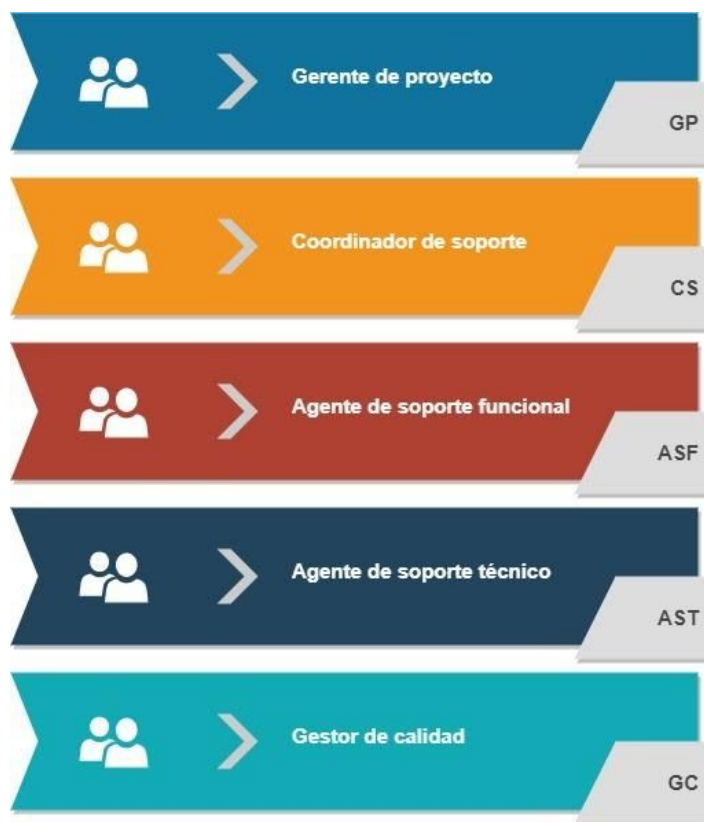 Gerente de proyecto
GP
Coordinador de soporte
CS
Agente de soporte funcional
ASF
Agente de soporte técnico
AST
Gestor de calidad
GC